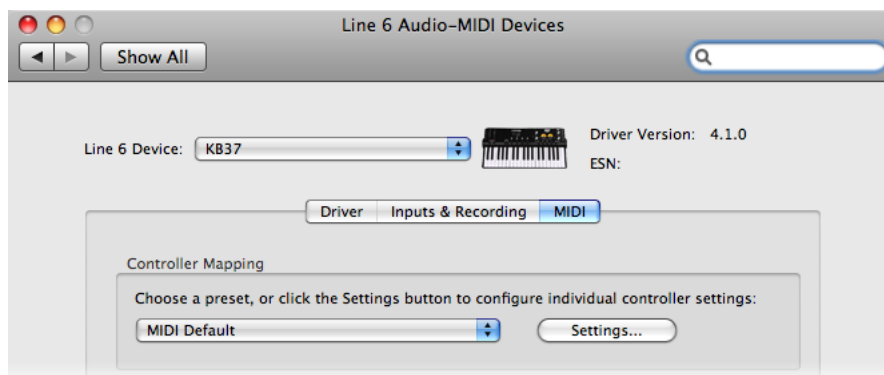 Line 6 Audio-MIDI Devices
Show All
Line 6 Device: KB37
Driver Version: 4.1.0
ESN:
Driver Inputs & Recording MIDI
Controller Mapping
Choose a preset, or click the Settings button to configure individual controller settings:
MIDI Default Settings...